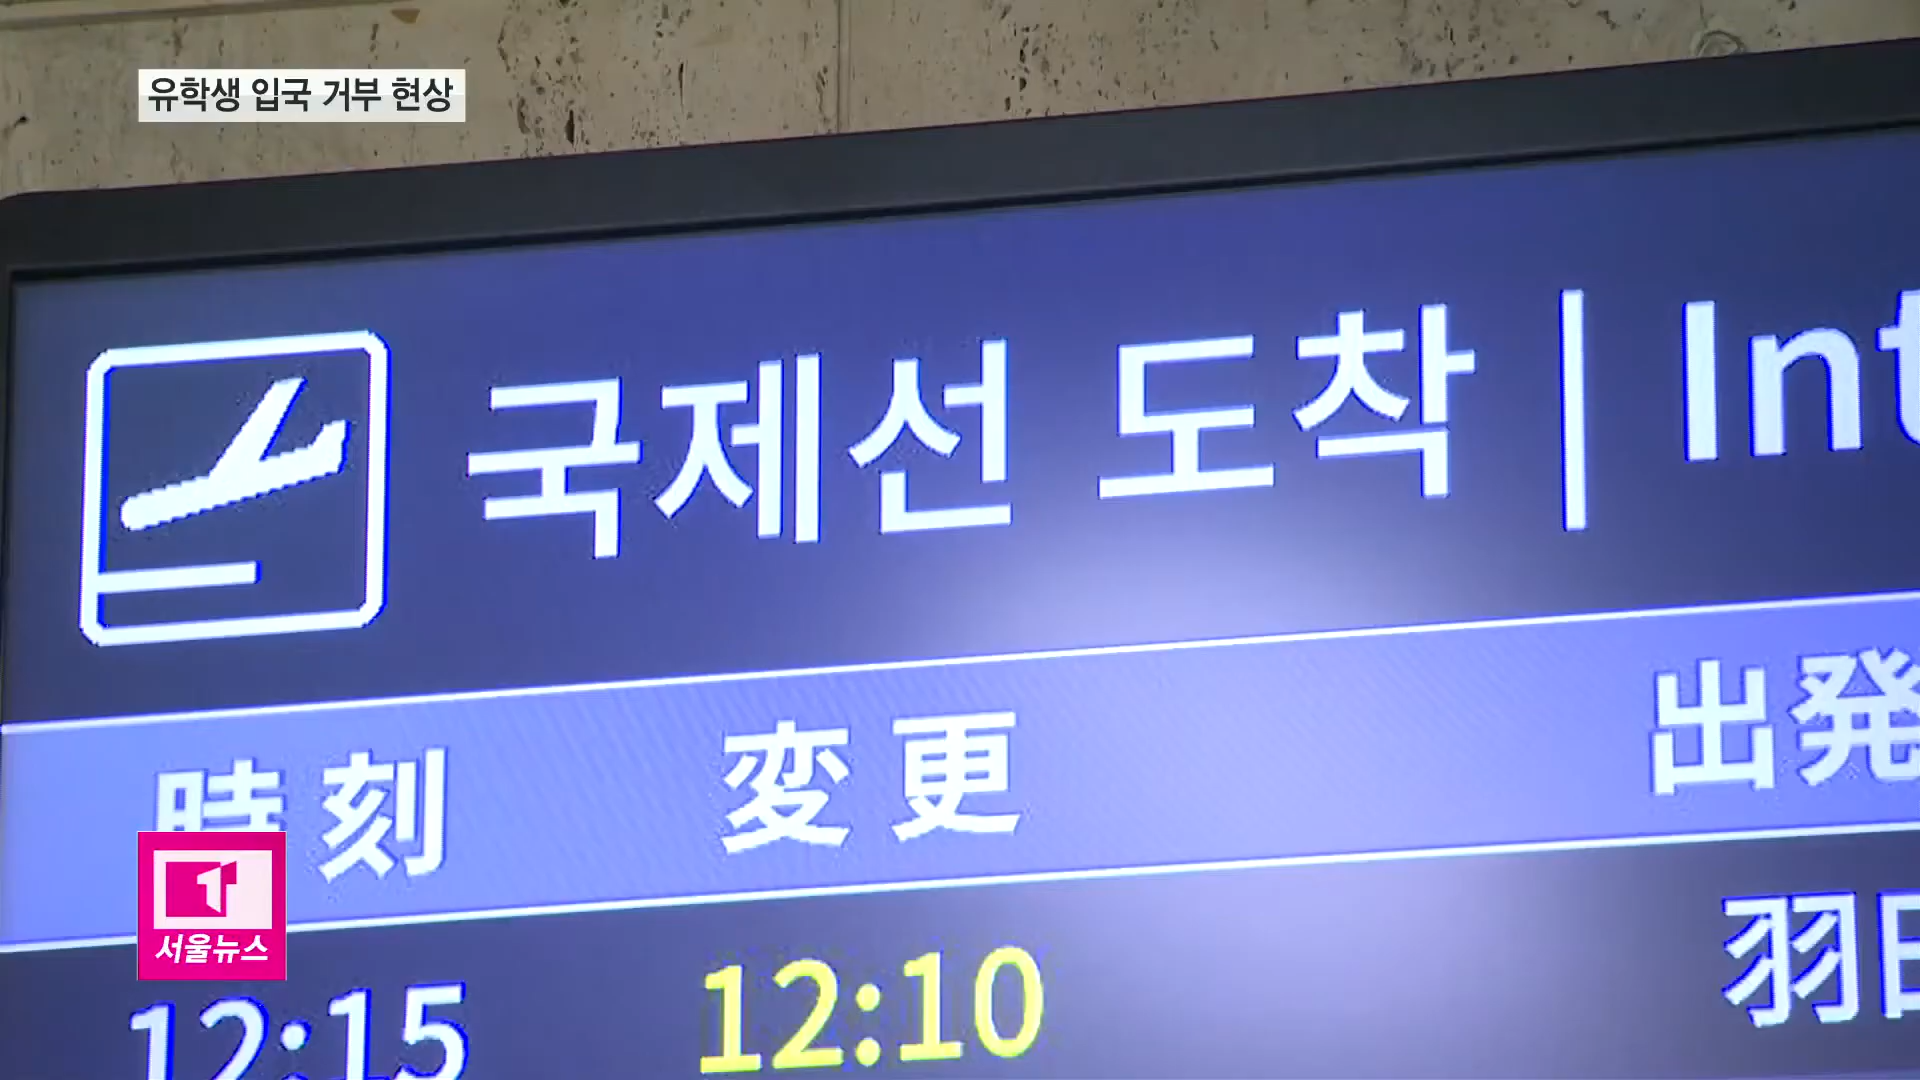 유학생 입국 거부 현상
국제선 도착 | Int
時刻 変更 出発
서울뉴스
12:15 12:10 羽田